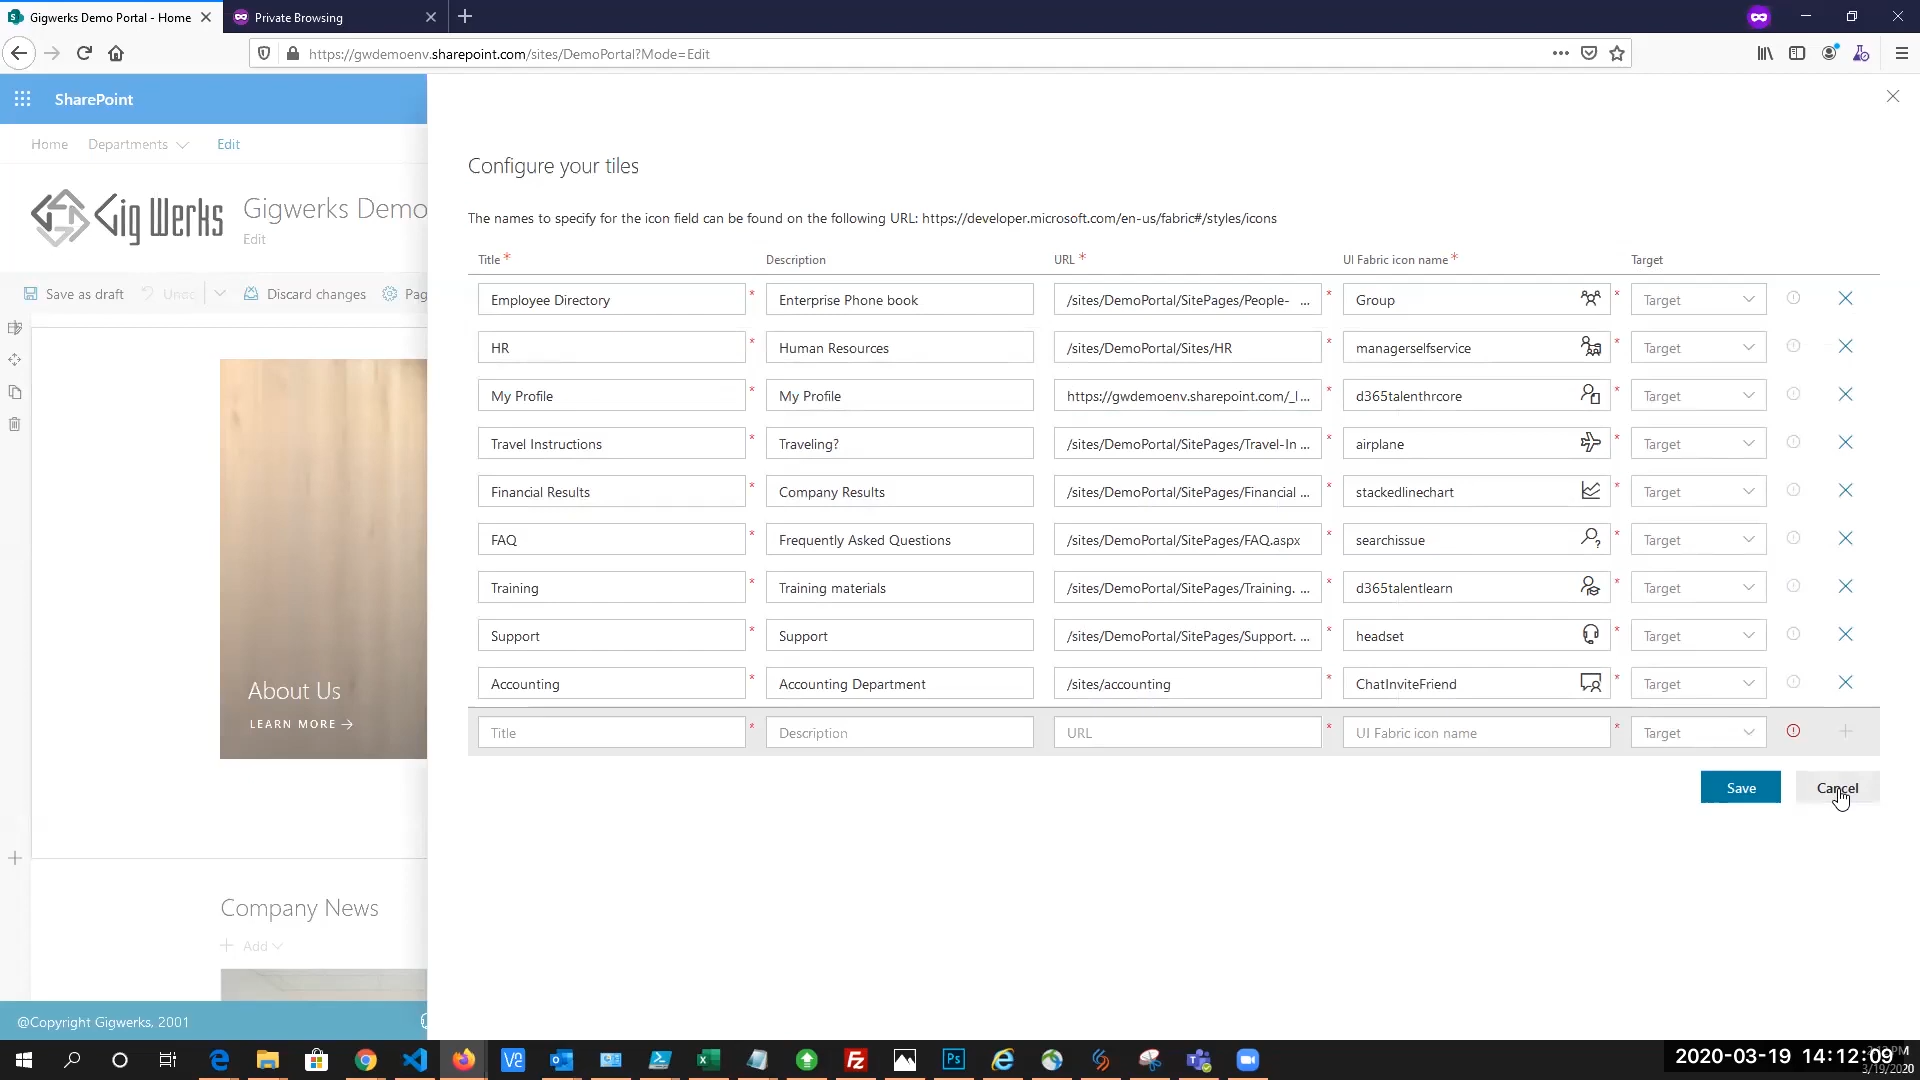 Gigwerks Demo Portal - Home
Private Browsing
https://gwdemoenv.sharepoint.com/sites/DemoPortal?Mode=Edit
SharePoint
Home Departments Edit
Gig Werks
Gigwerks Demo
Edit
Save as draft Undo Discard changes Pag
About Us
LEARN MORE
Company News
Add
@Copyright Gigwerks, 2001
Configure your tiles
The names to specify for the icon field can be found on the following URL: https://developer.microsoft.com/en-us/fabric#/styles/icons
Title * Description URL * UI Fabric icon name * Target
Employee Directory * Enterprise Phone book /sites/DemoPortal/SitePages/People- ... * Group * Target
HR * Human Resources /sites/DemoPortal/Sites/HR * managerselfservice * Target
My Profile * My Profile https://gwdemoenv.sharepoint.com/_l... * d365talenthrcore * Target
Travel Instructions * Traveling? /sites/DemoPortal/SitePages/Travel-In ... * airplane * Target
Financial Results * Company Results /sites/DemoPortal/SitePages/Financial ... * stackedlinechart * Target
FAQ * Frequently Asked Questions /sites/DemoPortal/SitePages/FAQ.aspx * searchissue * Target
Training * Training materials /sites/DemoPortal/SitePages/Training. ... * d365talentlearn * Target
Support * Support /sites/DemoPortal/SitePages/Support. ... * headset * Target
Accounting * Accounting Department /sites/accounting * ChatInviteFriend * Target
Title * Description URL * UI Fabric icon name * Target
Save Cancel
2020-03-19 14:12:09
3/19/2020